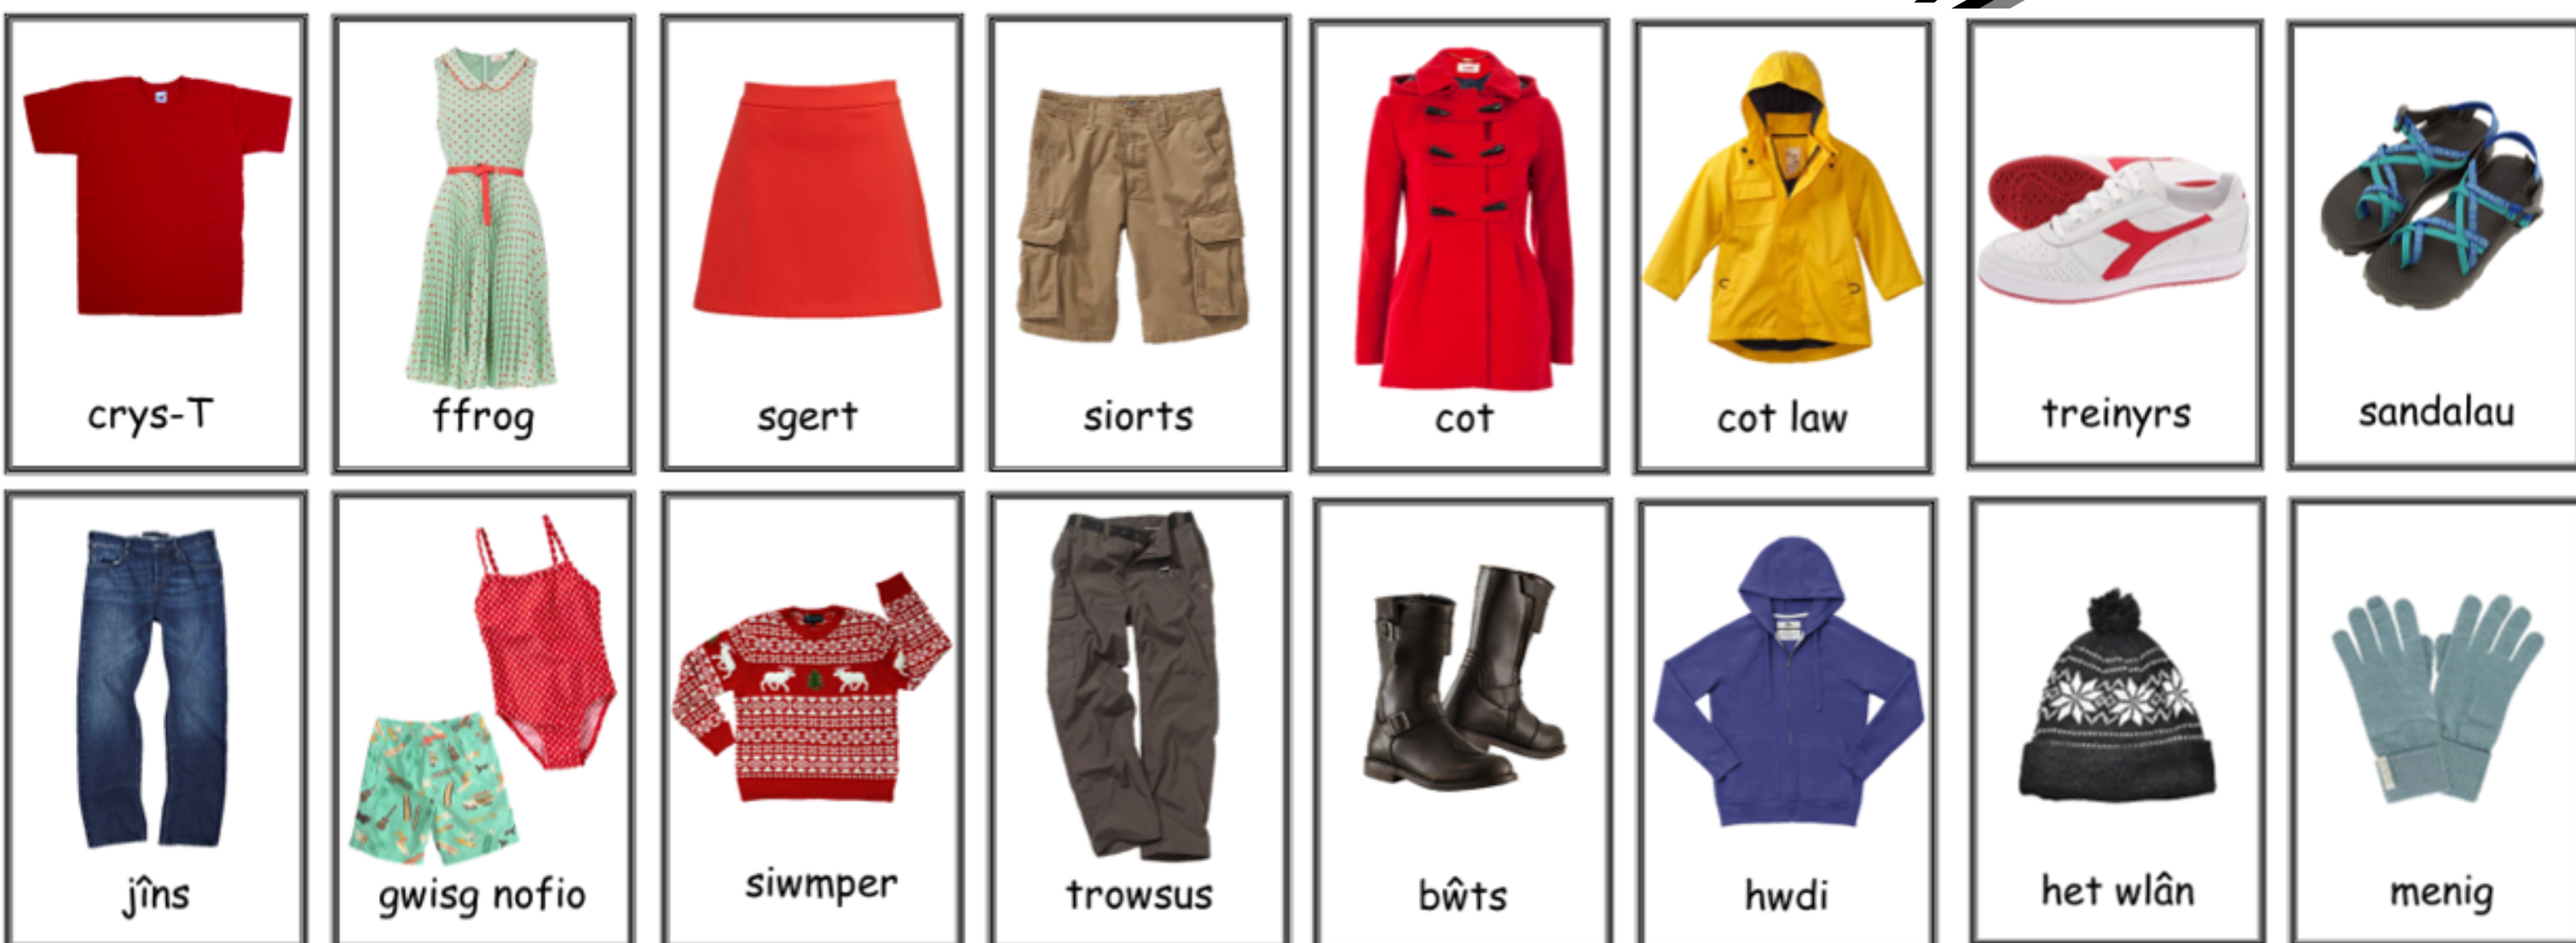 crys-T
ffrog
sgert
siorts
cot
cot law
treinyrs
sandalau
jîns
gwisg nofio
siwmper
trowsus
bŵts
hwdi
het wlân
menig